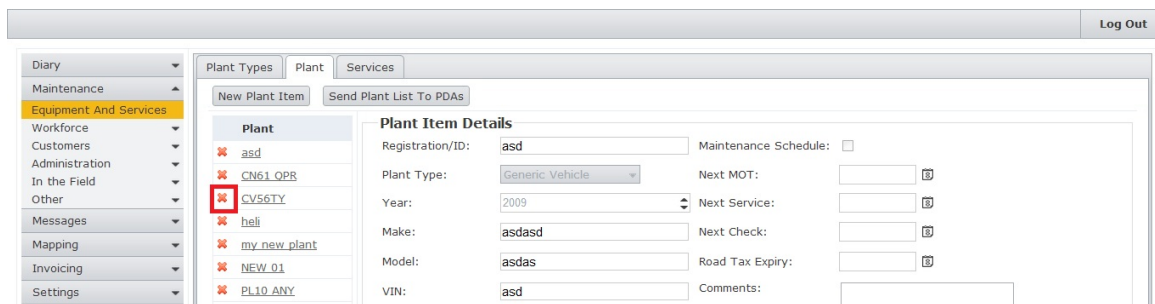 Log Out
Diary
Maintenance
Equipment And Services
Workforce
Customers
Administration
In the Field
Other
Messages
Mapping
Invoicing
Settings
Plant Types Plant Services
New Plant Item Send Plant List To PDAs
Plant
asd
CN61 QPR
CV56TY
heli
my new plant
NEW 01
PL10 ANY
Plant Item Details
Registration/ID: asd
Plant Type: Generic Vehicle
Year: 2009
Make: asdasd
Model: asdas
VIN: asd
Maintenance Schedule:
Next MOT:
Next Service:
Next Check:
Road Tax Expiry:
Comments: